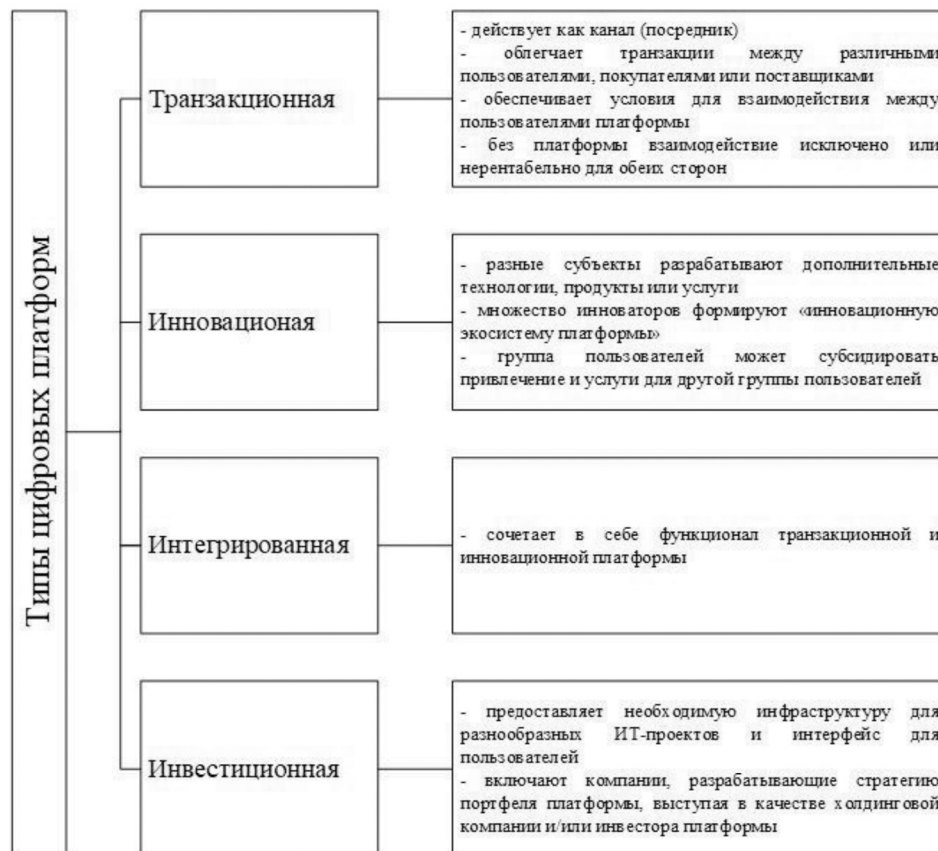 Типы цифровых платформ
Транзакционная
- действует как канал (посредник)
- облегчает транзакции между различными
пользователями, покупателями или поставщиками
- обеспечивает условия для взаимодействия между
пользователями платформы
- без платформы взаимодействие исключено или
нерентабельно для обеих сторон
Инновационая
- разные субъекты разрабатывают дополнительные
технологии, продукты или услуги
- множество инноваторов формируют «инновационную
экосистему платформы»
- группа пользователей может субсидировать
привлечение и услуги для другой группы пользователей
Интегрированная
- сочетает в себе функционал транзакционной и
инновационной платформы
Инвестиционная
- предоставляет необходимую инфраструктуру для
разнообразных ИТ-проектов и интерфейс для
пользователей
- включают компании, разрабатывающие стратегию
портфеля платформы, выступая в качестве холдинговой
компании и/или инвестора платформы